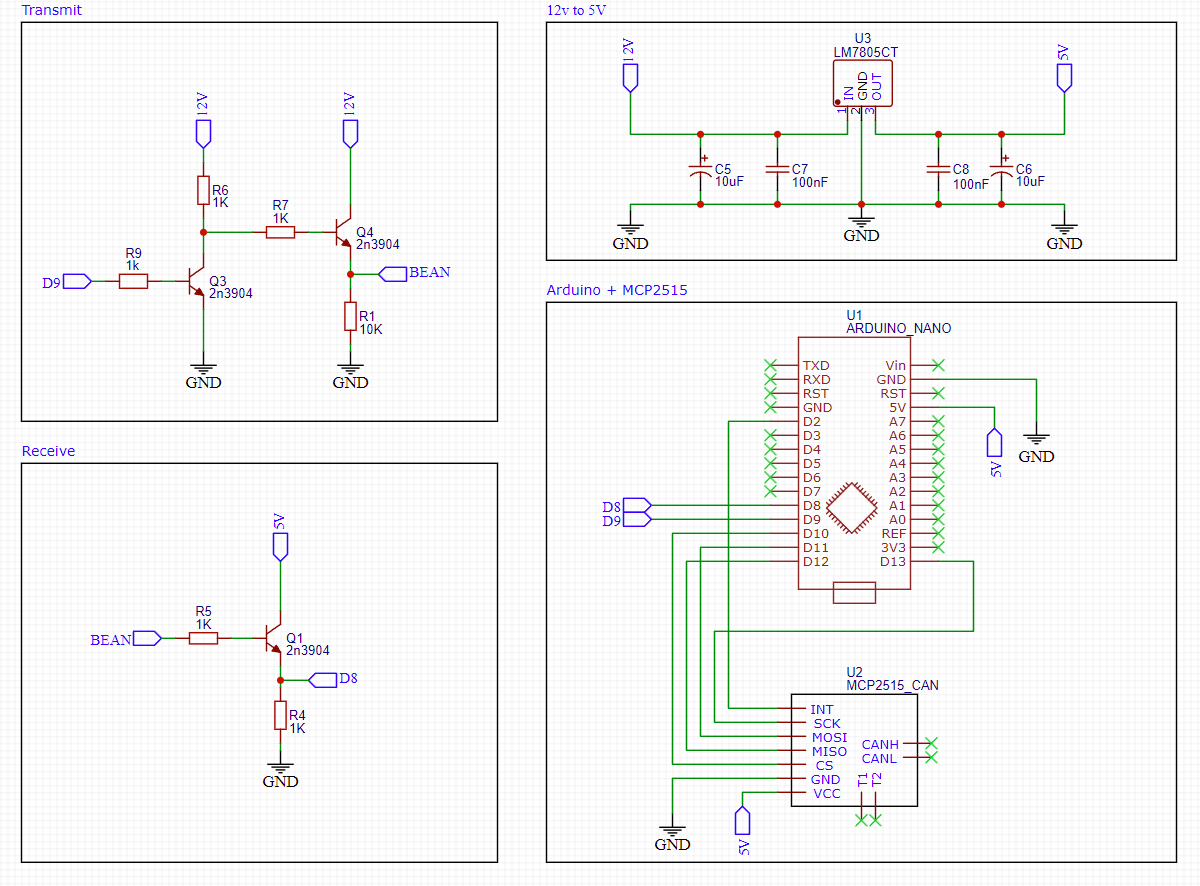 Transmit
12V
12V
R6
1K
R7
1K
Q4
2n3904
R9
1k
D9
Q3
2n3904
BEAN
R1
10K
GND
GND
Receive
5V
R5
1K
BEAN
Q1
2n3904
D8
R4
1K
GND
12v to 5V
12V
U3
LM7805CT
5V
IN
GND
OUT
1
2
3
C5
10uF
C7
100nF
C8
100nF
C6
10uF
GND
GND
GND
Arduino + MCP2515
U1
ARDUINO_NANO
TXD
RXD
RST
GND
D2
D3
D4
D5
D6
D7
D8
D9
D10
D11
D12
Vin
GND
RST
5V
A7
A6
A5
A4
A3
A2
A1
A0
REF
3V3
D13
D8
D9
5V
GND
U2
MCP2515_CAN
INT
SCK
MOSI
MISO
CS
GND
VCC
CANH
CANL
T1
T2
GND
5V